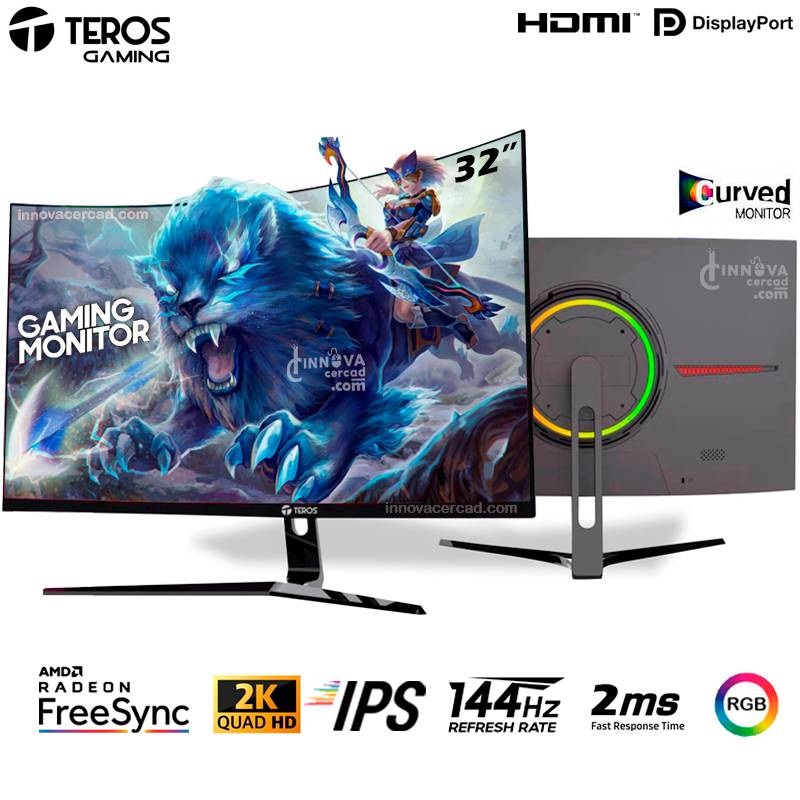 TEROS
GAMING
HDMI™ DisplayPort
32"
Curved
MONITOR
innovacercad.com
INNOVA
cercad
.com
GAMING
MONITOR
INNOVA
cercad
.com
TEROS
innovacercad.com
AMD
RADEON
FreeSync
2K
QUAD HD
IPS
144Hz
REFRESH RATE
2ms
Fast Response Time
RGB